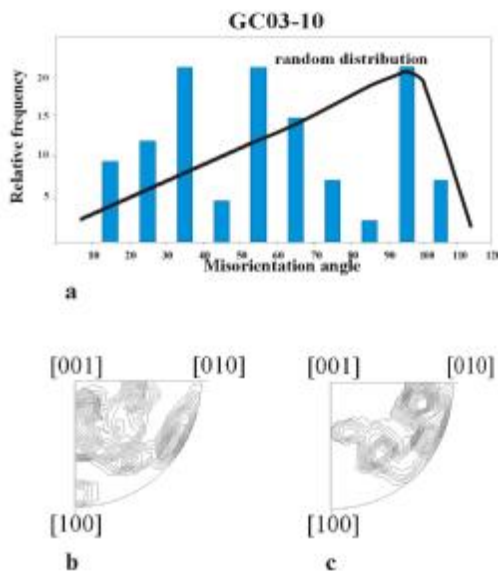 GC03-10
random distribution
Relative frequency
20
15
10
5
10 20 30 40 50 60 70 80 90 100 110 120
Misorientation angle
a
[001] [010] [001] [010]
[100] [100]
b c